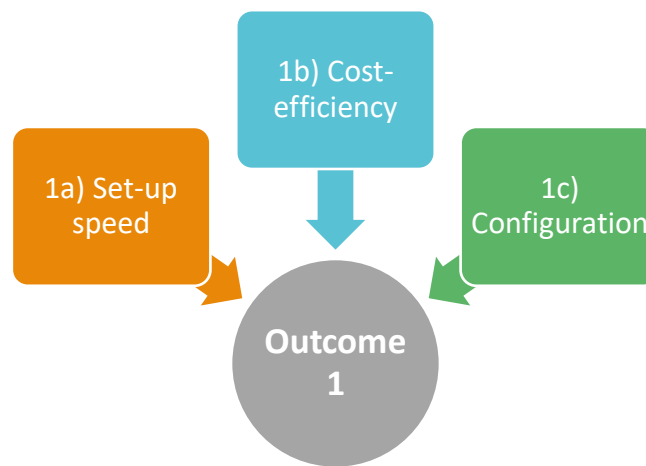 1a) Set-up
speed
1b) Cost-
efficiency
1c)
Configuration
Outcome
1